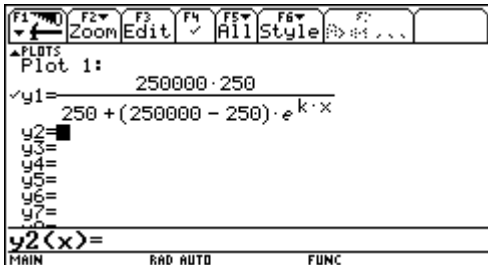 F1 F2 Zoom F3 Edit F4 ✓ F5 All F6 Style F7
PLOTS
Plot 1:
✓y1= 250000·250 / 250 + (250000 - 250)·e^k·x
y2=
y3=
y4=
y5=
y6=
y7=
y2(x)=
MAIN RAD AUTO FUNC